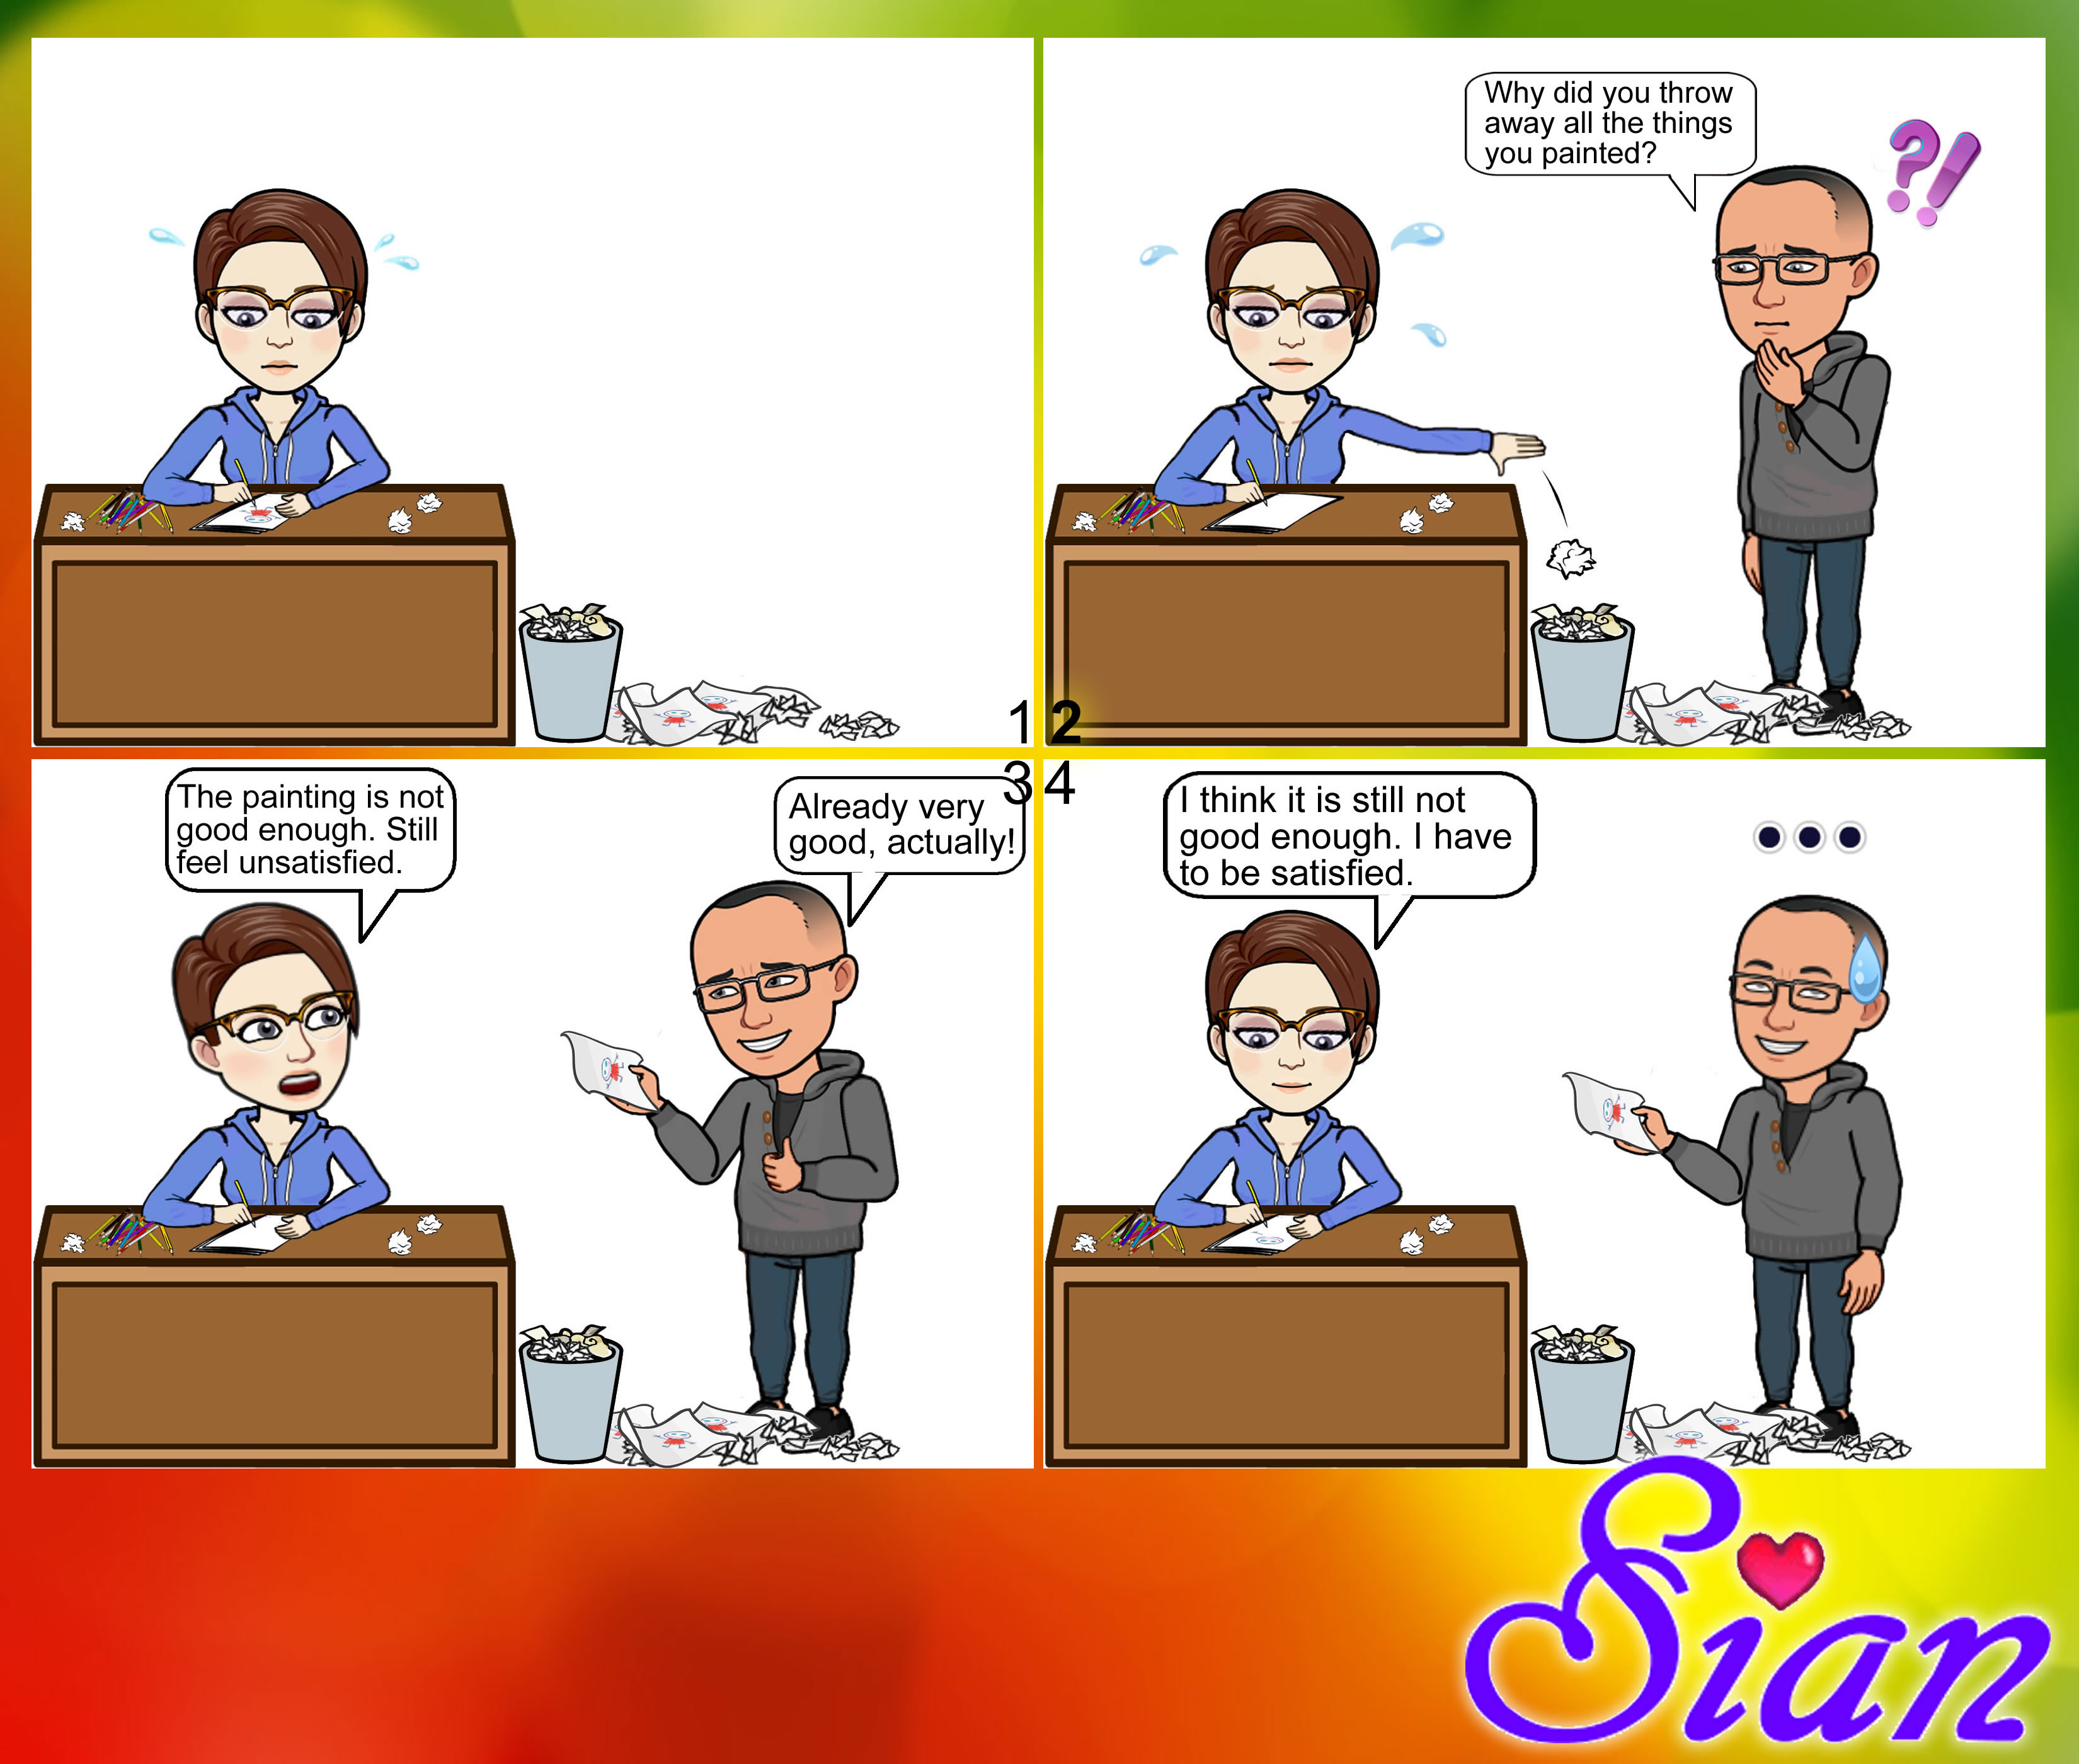 1
Why did you throw
away all the things
you painted?
?!
2
The painting is not
good enough. Still
feel unsatisfied.
Already very
good, actually!
3
I think it is still not
good enough. I have
to be satisfied.
4
Sian